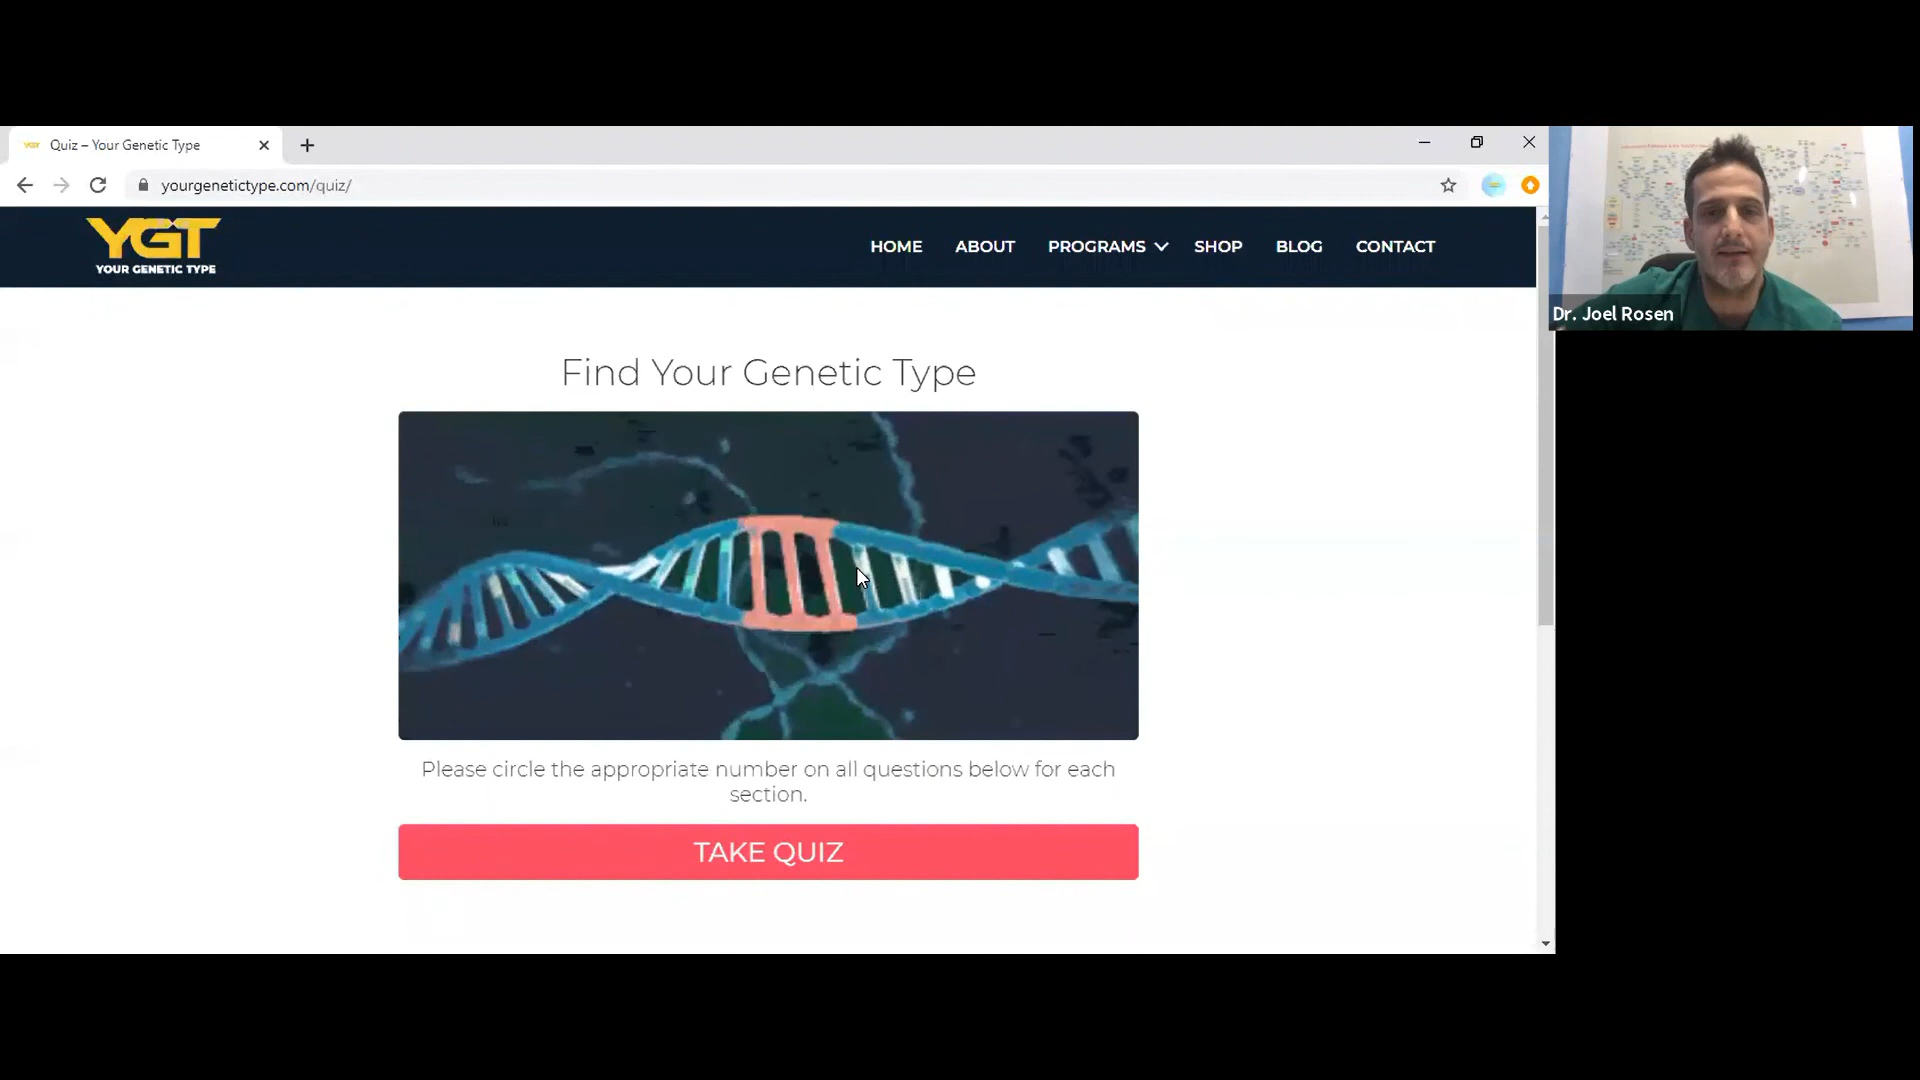 Quiz – Your Genetic Type
yourgenetictype.com/quiz/
YGT
YOUR GENETIC TYPE
HOME ABOUT PROGRAMS SHOP BLOG CONTACT
Dr. Joel Rosen
Find Your Genetic Type
Please circle the appropriate number on all questions below for each
section.
TAKE QUIZ